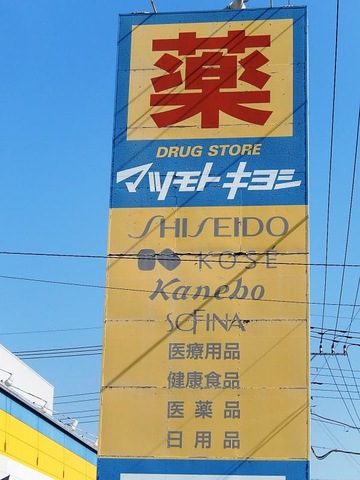 薬
DRUG STORE
マツモトキヨシ
SHISEIDO
KOSÉ
Kanebo
SOFINA
医療用品
健康食品
医薬品
日用品